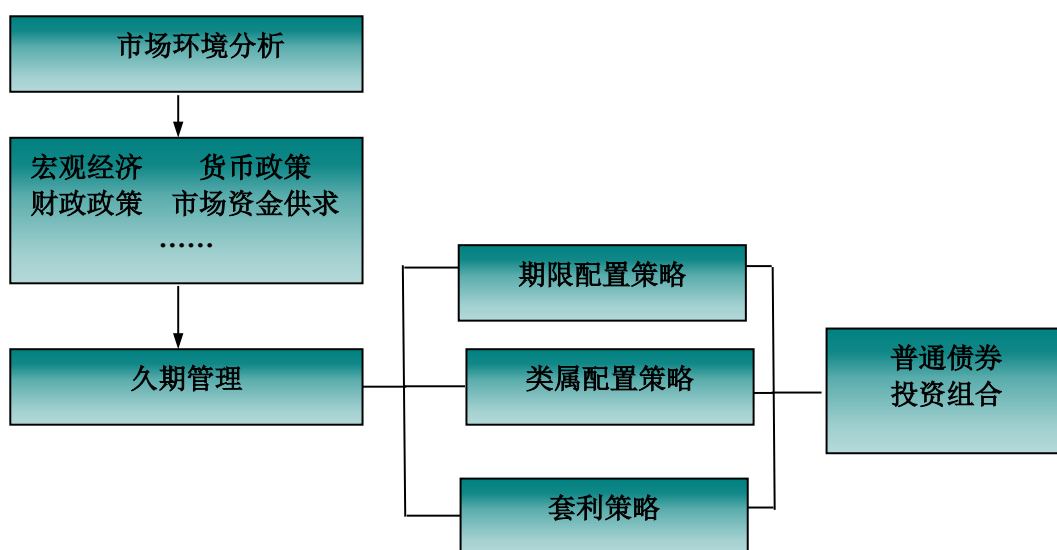 市场环境分析
宏观经济 货币政策
财政政策 市场资金供求
……
久期管理
期限配置策略
类属配置策略
套利策略
普通债券
投资组合